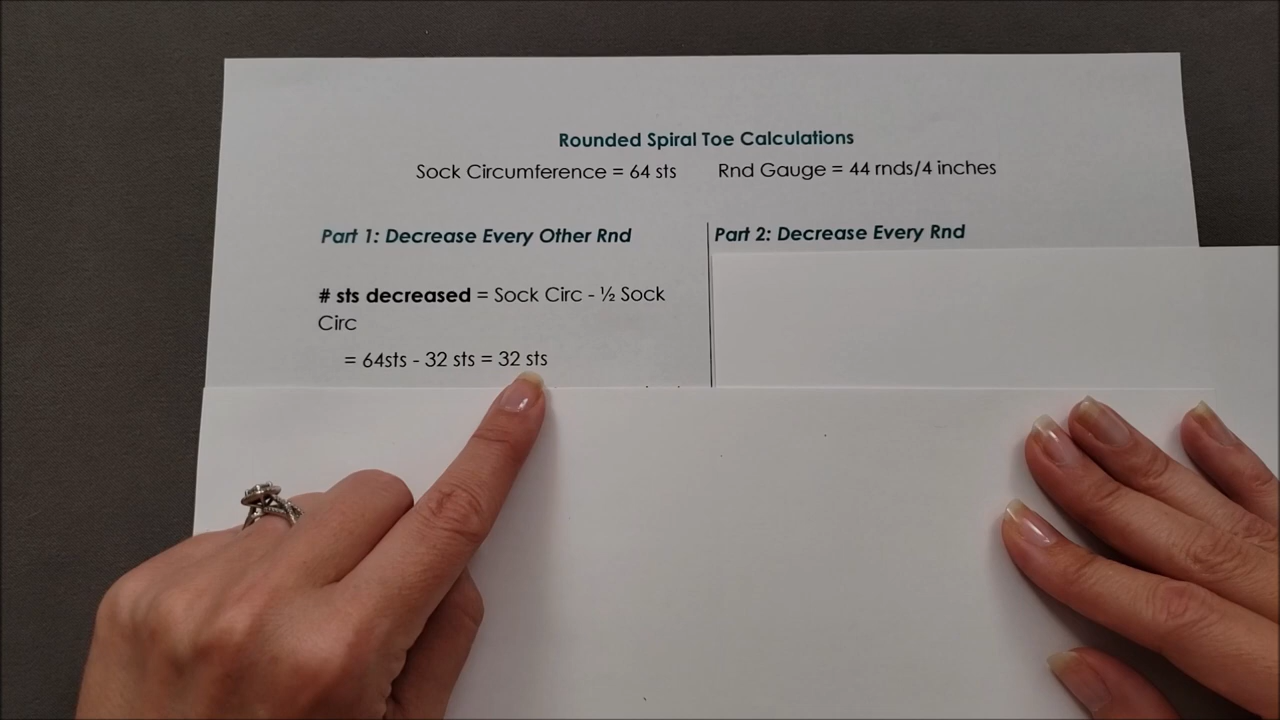 Rounded Spiral Toe Calculations
Sock Circumference = 64 sts Rnd Gauge = 44 rnds/4 inches
Part 1: Decrease Every Other Rnd
# sts decreased = Sock Circ - ½ Sock
Circ
= 64sts - 32 sts = 32 sts
Part 2: Decrease Every Rnd